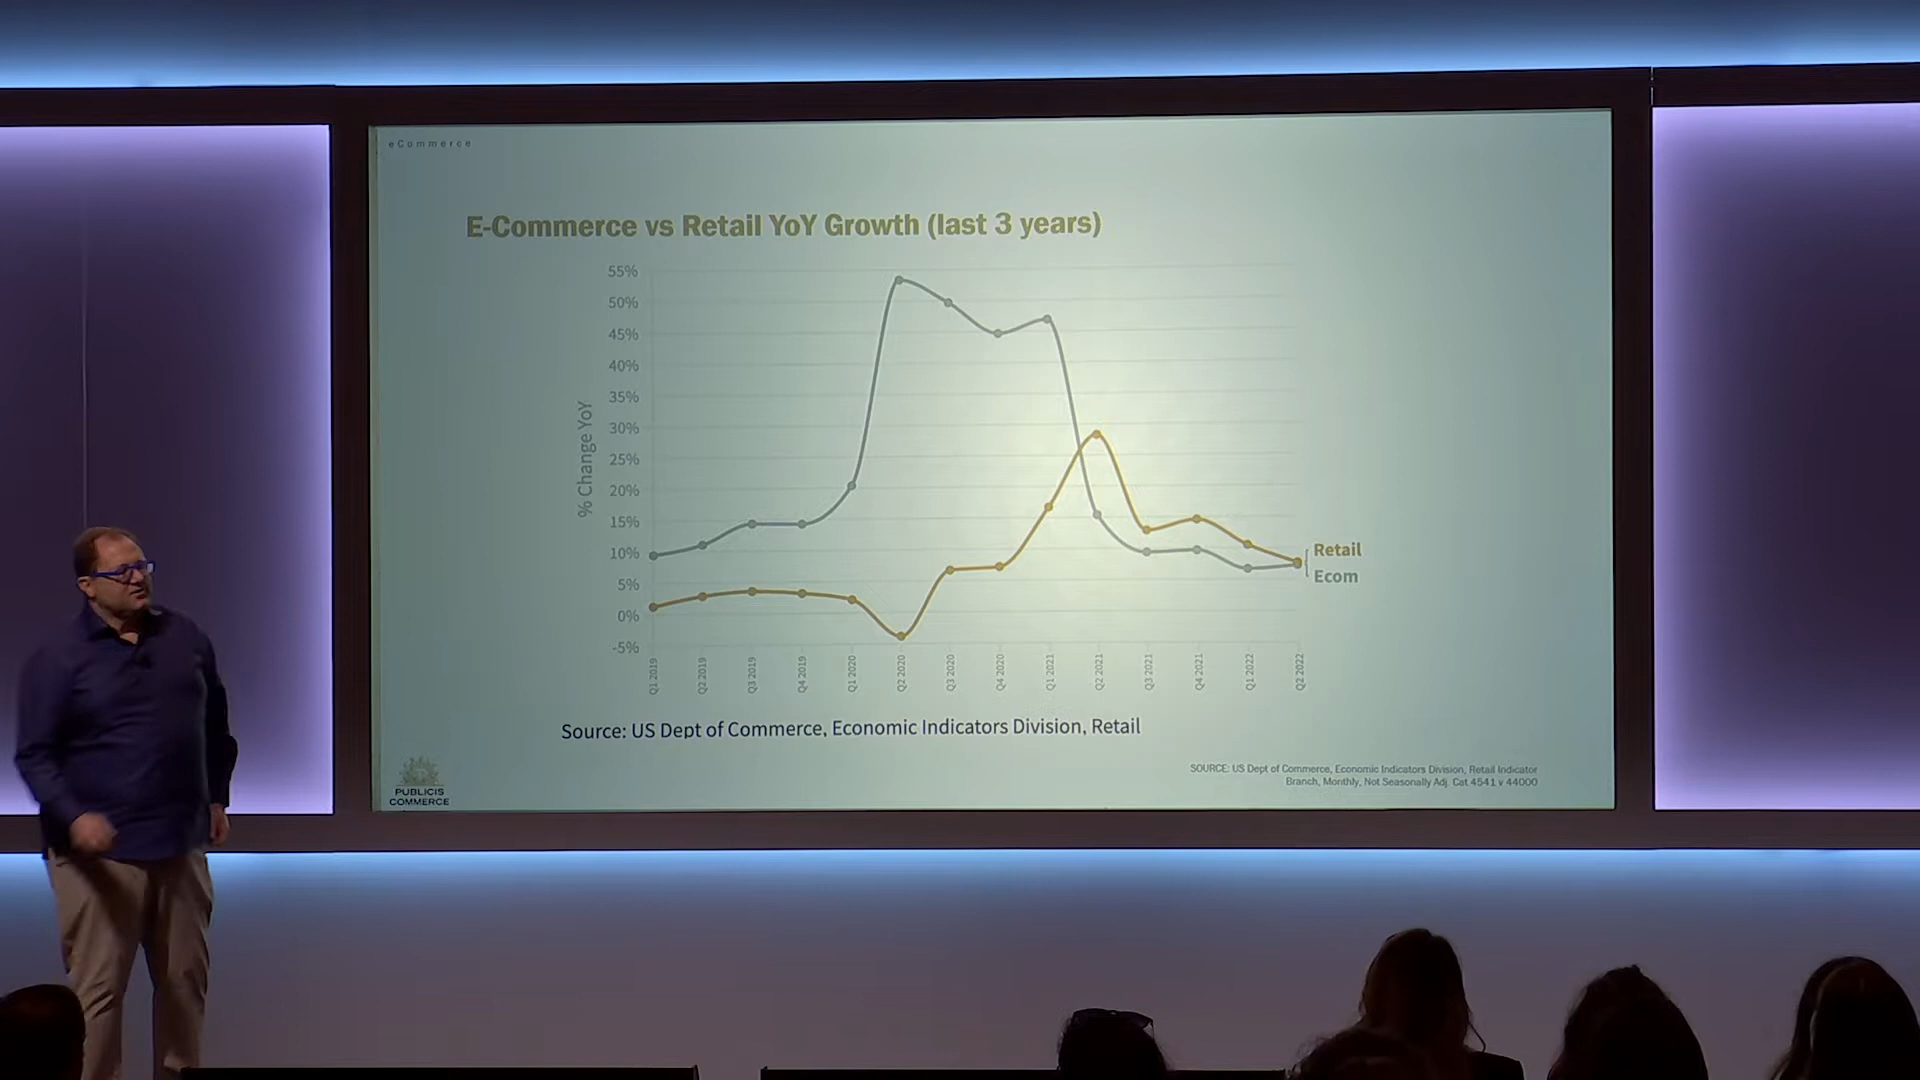 eCommerce
E-Commerce vs Retail YoY Growth (last 3 years)
55%
50%
45%
40%
35%
30%
25%
20%
15%
10%
5%
0%
-5%
% Change YoY
Retail
Ecom
Q1 2019
Q2 2019
Q3 2019
Q4 2019
Q1 2020
Q2 2020
Q3 2020
Q4 2020
Q1 2021
Q2 2021
Q3 2021
Q4 2021
Q1 2022
Q2 2022
Source: US Dept of Commerce, Economic Indicators Division, Retail
PUBLICIS
COMMERCE
SOURCE: US Dept of Commerce, Economic Indicators Division, Retail Indicator
Branch, Monthly, Not Seasonally Adj. Cat 4541 v 44000